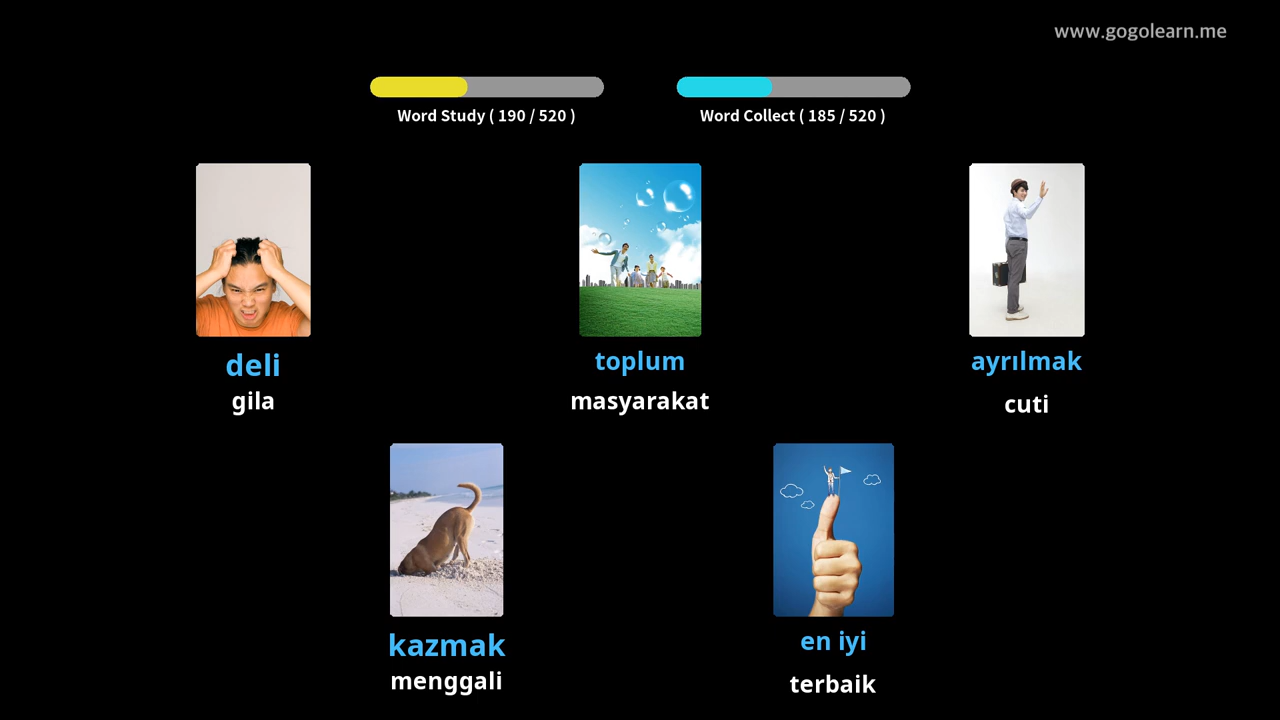 www.gogolearn.me
Word Study ( 190 / 520 )
Word Collect ( 185 / 520 )
deli
gila
toplum
masyarakat
ayrılmak
cuti
kazmak
menggali
en iyi
terbaik